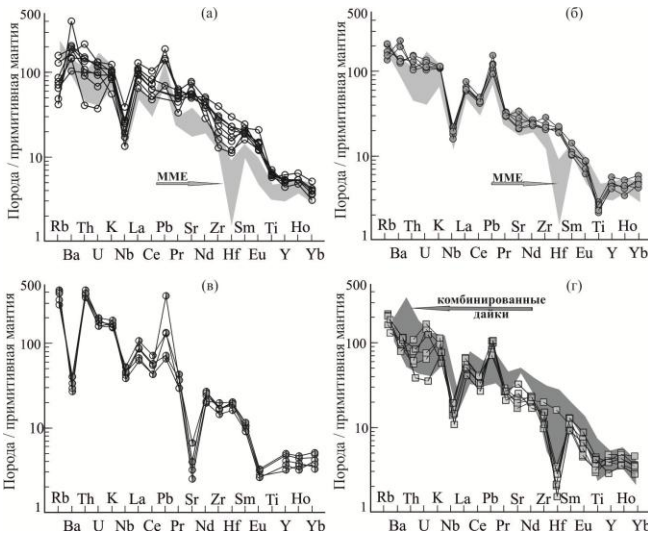 (а)
(б)
500
100
10
1
Порода / примитивная мантия
MME
Rb Th K La Pb Sr Zr Sm Ti Ho
Ba U Nb Ce Pr Nd Hf Eu Y Yb
500
100
10
1
Порода / примитивная мантия
MME
Rb Th K La Pb Sr Zr Sm Ti Ho
Ba U Nb Ce Pr Nd Hf Eu Y Yb
(в)
(г)
500
100
10
1
Порода / примитивная мантия
Rb Th K La Pb Sr Zr Sm Ti Ho
Ba U Nb Ce Pr Nd Hf Eu Y Yb
500
100
10
1
Порода / примитивная мантия
комбинированные
дайки
Rb Th K La Pb Sr Zr Sm Ti Ho
Ba U Nb Ce Pr Nd Hf Eu Y Yb